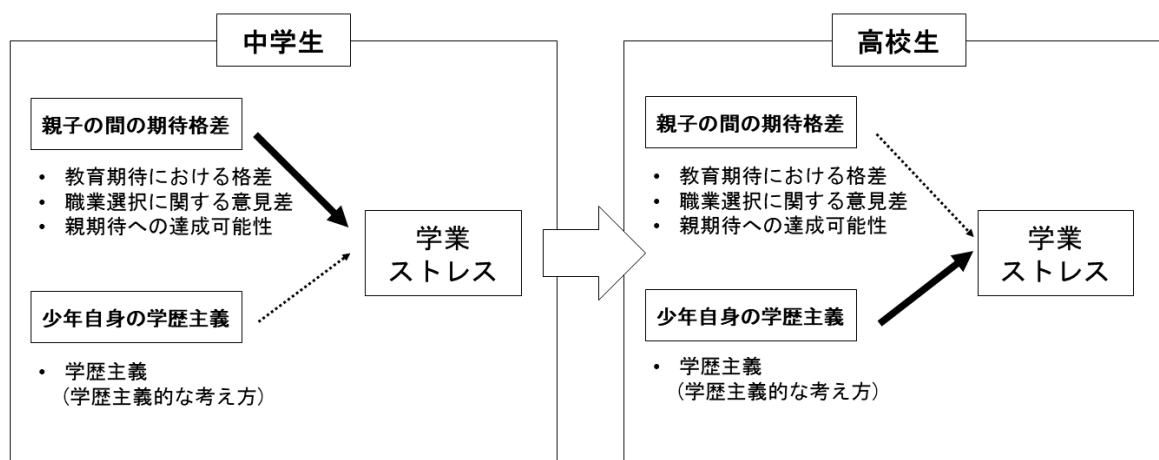 中学生
親子の間の期待格差
• 教育期待における格差
• 職業選択に関する意見差
• 親期待への達成可能性
学業
ストレス
少年自身の学歴主義
• 学歴主義
(学歴主義的な考え方)
高校生
親子の間の期待格差
• 教育期待における格差
• 職業選択に関する意見差
• 親期待への達成可能性
学業
ストレス
少年自身の学歴主義
• 学歴主義
(学歴主義的な考え方)